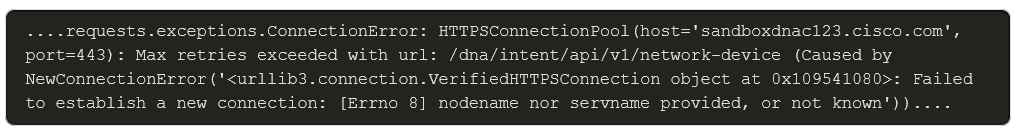 ....requests.exceptions.ConnectionError: HTTPSConnectionPool(host='sandboxdnac123.cisco.com',
port=443): Max retries exceeded with url: /dna/intent/api/v1/network-device (Caused by
NewConnectionError('<urllib3.connection.VerifiedHTTPSConnection object at 0x109541080>: Failed
to establish a new connection: [Errno 8] nodename nor servname provided, or not known'))....